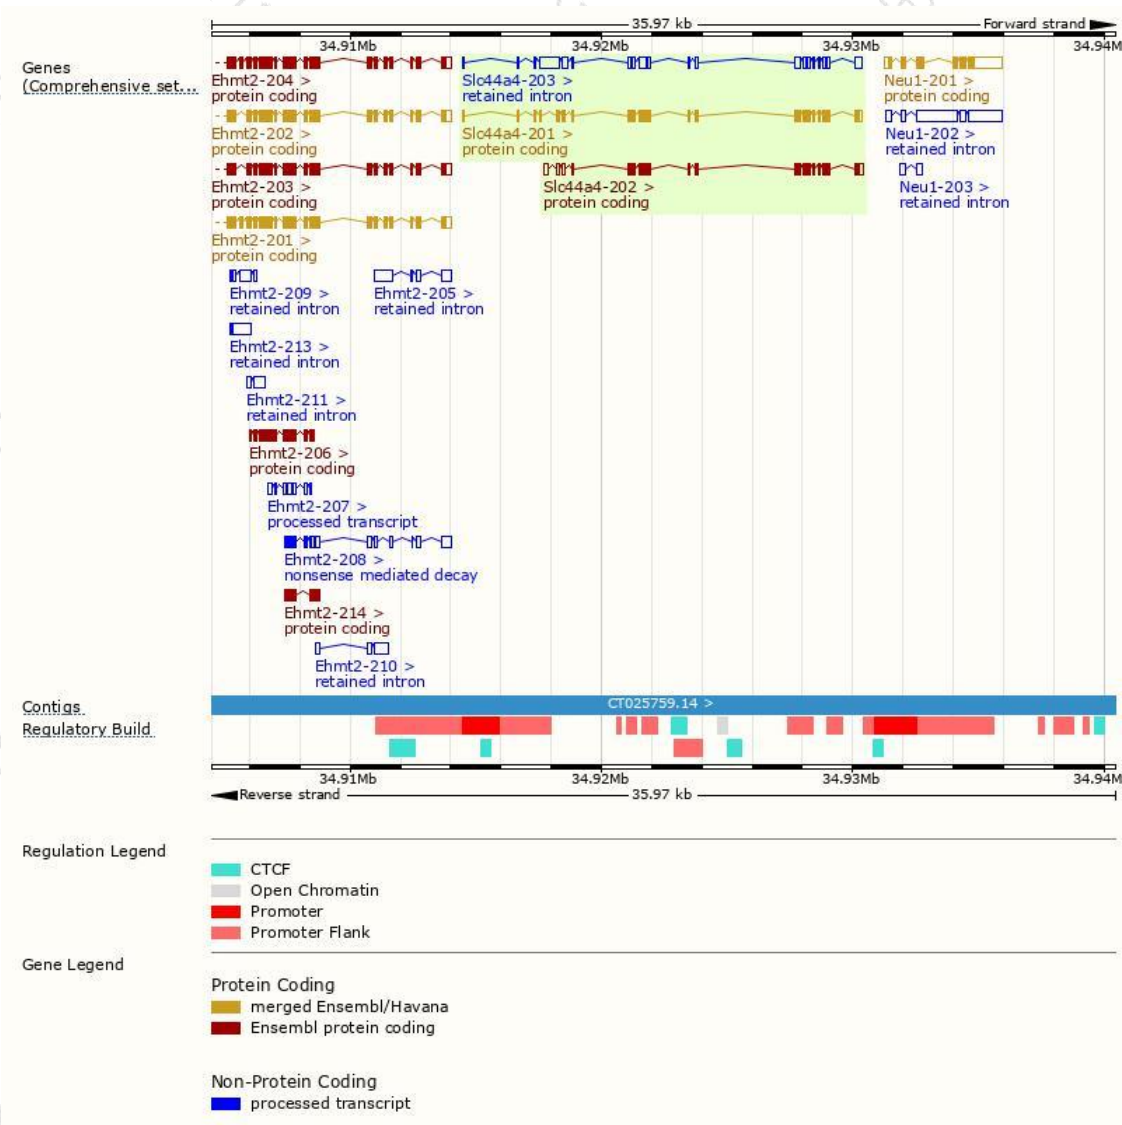 35.97 kb Forward strand
34.91Mb 34.92Mb 34.93Mb 34.94M
Genes
(Comprehensive set...
Ehmt2-204 > Slc44a4-203 > Neu1-201 >
protein coding retained intron protein coding
Ehmt2-202 > Slc44a4-201 > Neu1-202 >
protein coding protein coding retained intron
Ehmt2-203 > Slc44a4-202 > Neu1-203 >
protein coding protein coding retained intron
Ehmt2-201 >
protein coding
Ehmt2-209 > Ehmt2-205 >
retained intron retained intron
Ehmt2-213 >
retained intron
Ehmt2-211 >
retained intron
Ehmt2-206 >
protein coding
Ehmt2-207 >
processed transcript
Ehmt2-208 >
nonsense mediated decay
Ehmt2-214 >
protein coding
Ehmt2-210 >
retained intron
Contigs CT025759.14 >
Regulatory Build
34.91Mb 34.92Mb 34.93Mb 34.94M
Reverse strand 35.97 kb
Regulation Legend
CTCF
Open Chromatin
Promoter
Promoter Flank
Gene Legend
Protein Coding
merged Ensembl/Havana
Ensembl protein coding
Non-Protein Coding
processed transcript